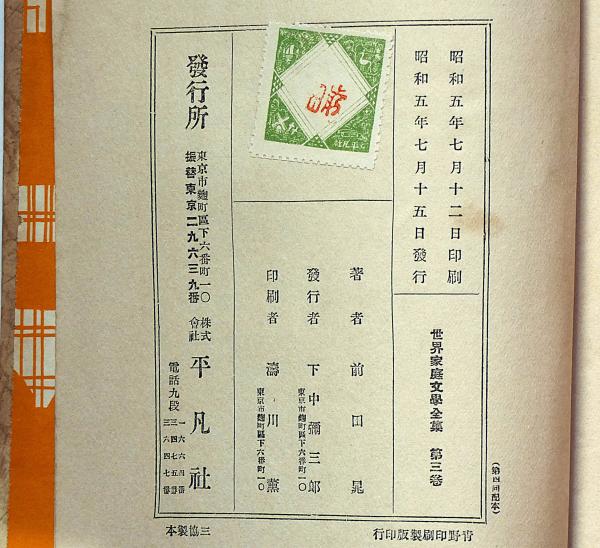 昭和五年七月十二日印刷
昭和五年七月十五日發行
世界家庭文學全集 第三巻
(第四回配本)
著者 前田晁
發行者 下中彌三郎
東京市麴町區下六番町一〇
印刷者 濤川薰
東京市麴町區下六番町一〇
發行所
東京市麴町區下六番町一〇
振替東京二九六三九番
株式會社 平凡社
電話九段
一六六四番
三四七五番
三六四七番
青野印刷製版印行
三協製本